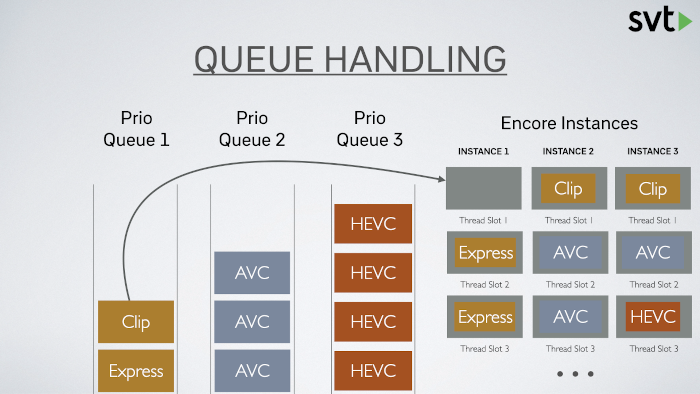 svt
QUEUE HANDLING
Prio
Queue 1
Prio
Queue 2
Prio
Queue 3
Encore Instances
INSTANCE 1
INSTANCE 2
INSTANCE 3
Clip
Clip
Thread Slot 1
Thread Slot 1
Thread Slot 1
Express
AVC
AVC
Thread Slot 2
Thread Slot 2
Thread Slot 2
Express
AVC
HEVC
Thread Slot 3
Thread Slot 3
Thread Slot 3
• • •
Clip
Express
AVC
AVC
AVC
HEVC
HEVC
HEVC
HEVC